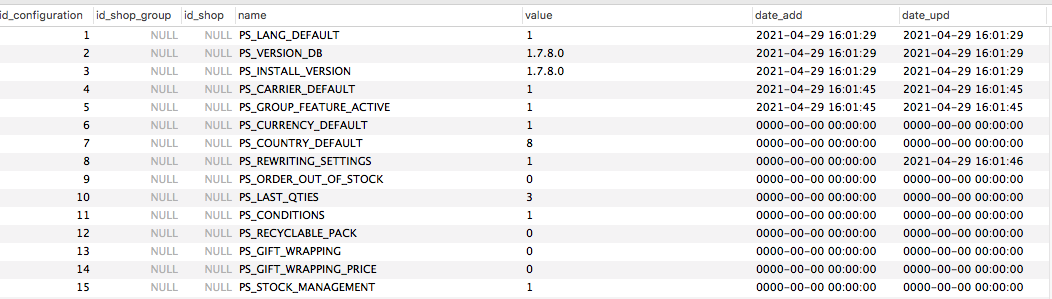 id_configuration id_shop_group id_shop name value date_add date_upd
1 NULL NULL PS_LANG_DEFAULT 1 2021-04-29 16:01:29 2021-04-29 16:01:29
2 NULL NULL PS_VERSION_DB 1.7.8.0 2021-04-29 16:01:29 2021-04-29 16:01:29
3 NULL NULL PS_INSTALL_VERSION 1.7.8.0 2021-04-29 16:01:29 2021-04-29 16:01:29
4 NULL NULL PS_CARRIER_DEFAULT 1 2021-04-29 16:01:45 2021-04-29 16:01:45
5 NULL NULL PS_GROUP_FEATURE_ACTIVE 1 2021-04-29 16:01:45 2021-04-29 16:01:45
6 NULL NULL PS_CURRENCY_DEFAULT 1 0000-00-00 00:00:00 0000-00-00 00:00:00
7 NULL NULL PS_COUNTRY_DEFAULT 8 0000-00-00 00:00:00 0000-00-00 00:00:00
8 NULL NULL PS_REWRITING_SETTINGS 1 0000-00-00 00:00:00 2021-04-29 16:01:46
9 NULL NULL PS_ORDER_OUT_OF_STOCK 0 0000-00-00 00:00:00 0000-00-00 00:00:00
10 NULL NULL PS_LAST_QTIES 3 0000-00-00 00:00:00 0000-00-00 00:00:00
11 NULL NULL PS_CONDITIONS 1 0000-00-00 00:00:00 0000-00-00 00:00:00
12 NULL NULL PS_RECYCLABLE_PACK 0 0000-00-00 00:00:00 0000-00-00 00:00:00
13 NULL NULL PS_GIFT_WRAPPING 0 0000-00-00 00:00:00 0000-00-00 00:00:00
14 NULL NULL PS_GIFT_WRAPPING_PRICE 0 0000-00-00 00:00:00 0000-00-00 00:00:00
15 NULL NULL PS_STOCK_MANAGEMENT 1 0000-00-00 00:00:00 0000-00-00 00:00:00